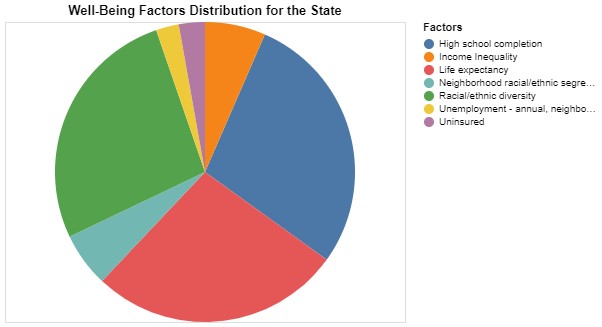 Well-Being Factors Distribution for the State
Factors
High school completion
Income Inequality
Life expectancy
Neighborhood racial/ethnic segre...
Racial/ethnic diversity
Unemployment - annual, neighbo...
Uninsured